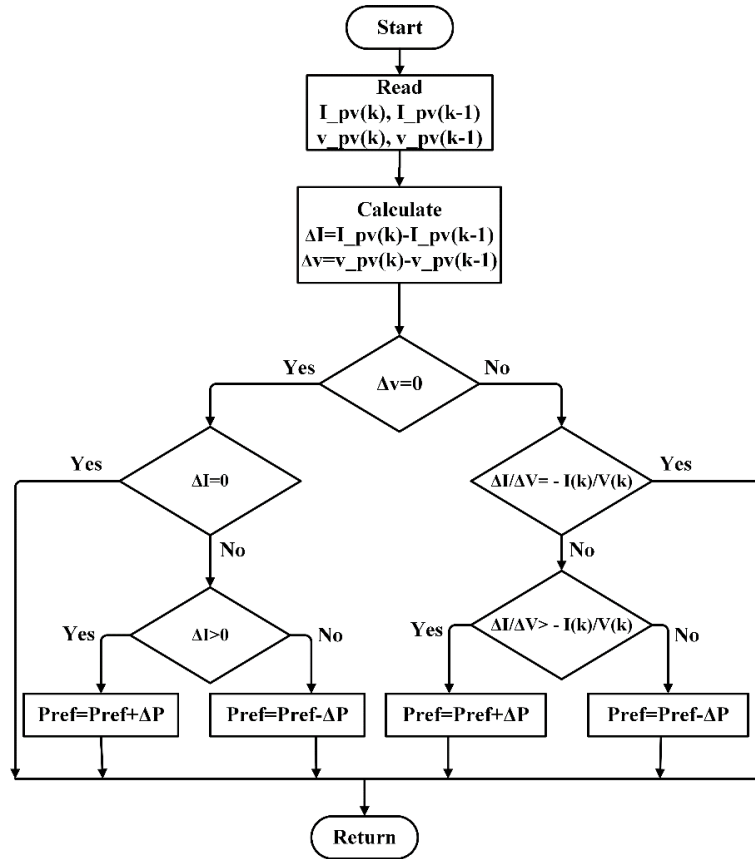 Start
Read
I_pv(k), I_pv(k-1)
v_pv(k), v_pv(k-1)
Calculate
ΔI=I_pv(k)-I_pv(k-1)
Δv=v_pv(k)-v_pv(k-1)
Yes
Δv=0
No
Yes
ΔI=0
No
ΔI/ΔV= - I(k)/V(k)
Yes
No
Yes
ΔI>0
No
Yes
ΔI/ΔV> - I(k)/V(k)
No
Pref=Pref+ΔP
Pref=Pref-ΔP
Pref=Pref+ΔP
Pref=Pref-ΔP
Return